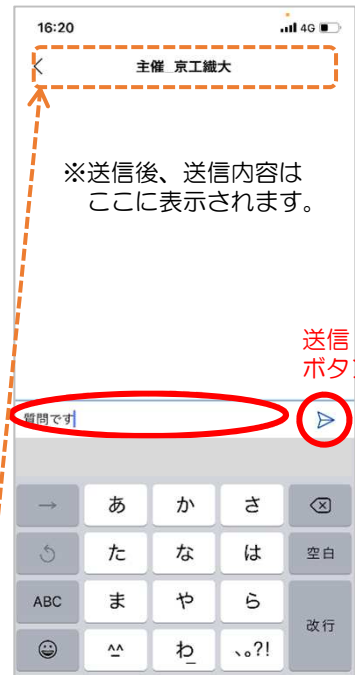 16:20
4G
主催_京工繊大
※送信後、送信内容は
ここに表示されます。
送信
ボタン
質問です
→ あ か さ
た な は 空白
ABC ま や ら
改行
^^ わ 、。?!